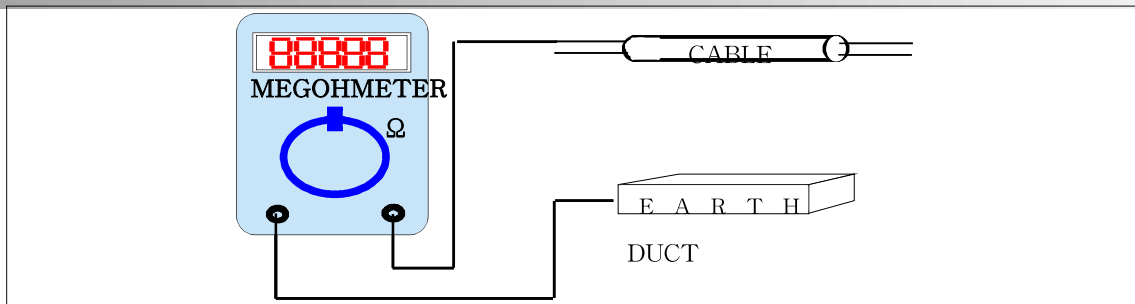 88888
CABLE
MEGOHMETER
Ω
E A R T H
DUCT